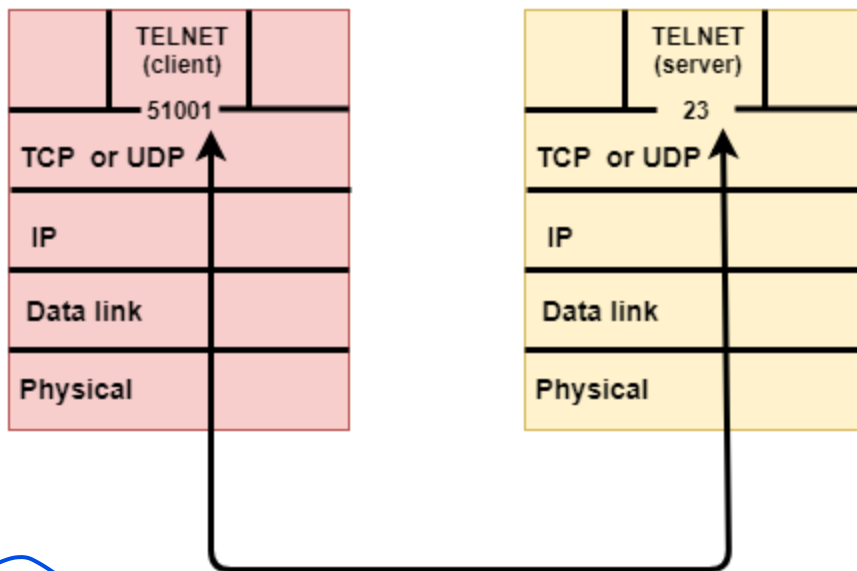 TELNET
(client)
51001
TCP or UDP
IP
Data link
Physical
TELNET
(server)
23
TCP or UDP
IP
Data link
Physical